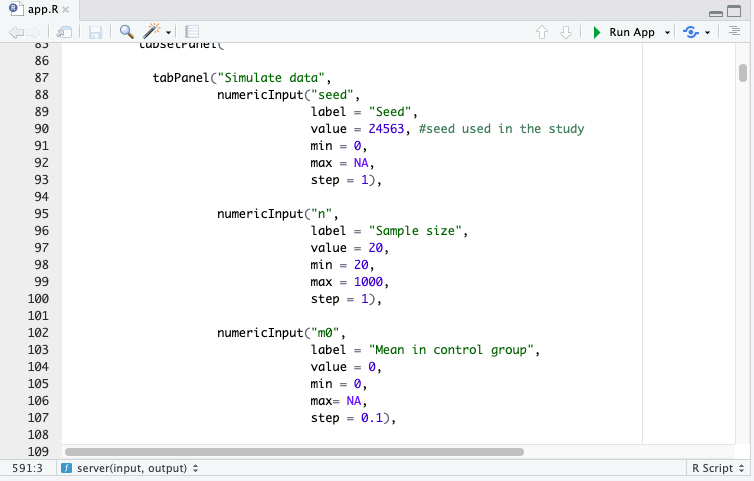 app.R
Run App
85 tabsetPanel(
86
87 tabPanel("Simulate data",
88 numericInput("seed",
89 label = "Seed",
90 value = 24563, #seed used in the study
91 min = 0,
92 max = NA,
93 step = 1),
94
95 numericInput("n",
96 label = "Sample size",
97 value = 20,
98 min = 20,
99 max = 1000,
100 step = 1),
101
102 numericInput("m0",
103 label = "Mean in control group",
104 value = 0,
105 min = 0,
106 max= NA,
107 step = 0.1),
108
109
591:3 server(input, output) R Script